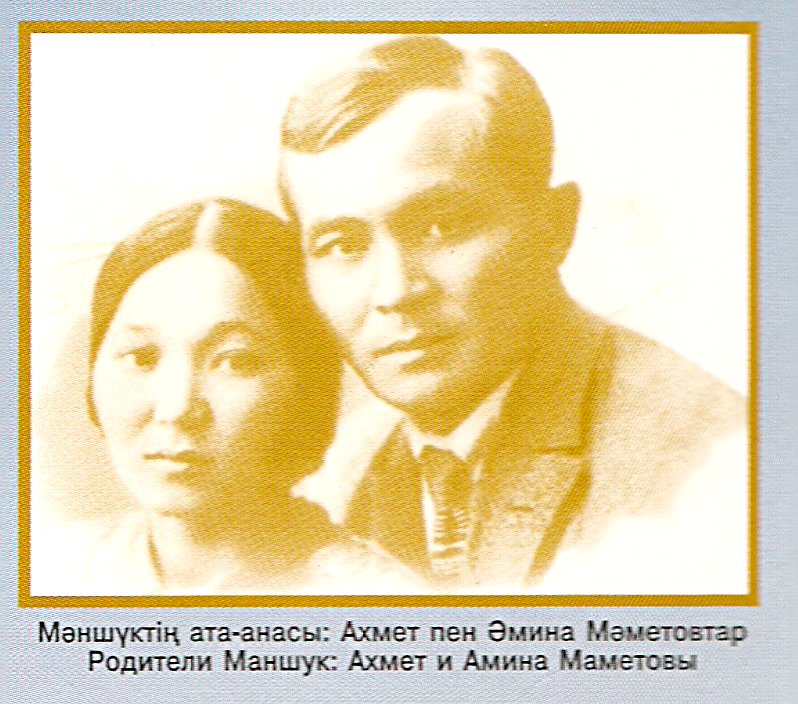 Мәншүктің ата-анасы: Ахмет пен Әмина Мәметовтар
Родители Маншук: Ахмет и Амина Маметовы